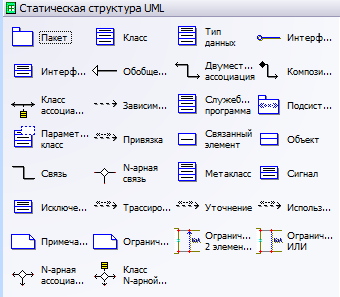 Статическая структура UML
Пакет
Класс
Тип
данных
Интерф...
Интерф...
Обобще...
Двумест...
ассоциация
Компози...
Класс
ассоциа...
Зависим...
Служеб...
программа
Подсист...
Парамет...
класс
Привязка
Связанный
элемент
Объект
Связь
N-арная
связь
Метакласс
Сигнал
Исключе...
Трассиро...
Уточнение
Использ...
Примеча...
Огранич...
Огранич...
2 элемен...
Огранич...
ИЛИ
N-арная
ассоциа...
Класс
N-арной...